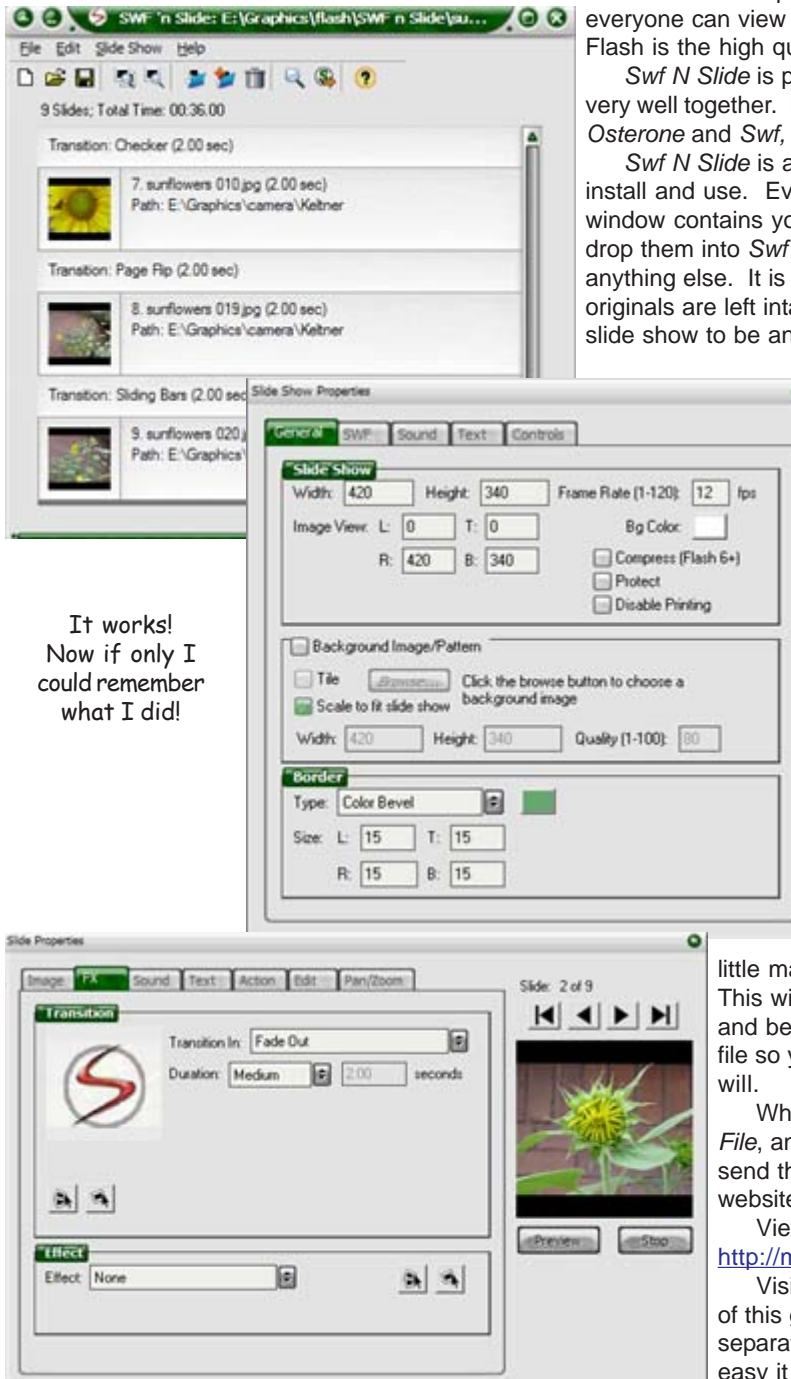 SWF 'n Slide: E:\Graphics\flash\SWF n Slide\su...
File Edit Slide Show Help
9 Slides; Total Time: 00:36.00
Transition: Checker (2.00 sec)
7. sunflowers 010.jpg (2.00 sec)
Path: E:\Graphics\camera\Keltner
Transition: Page Flip (2.00 sec)
8. sunflowers 019.jpg (2.00 sec)
Path: E:\Graphics\camera\Keltner
Transition: Sliding Bars (2.00 sec
9. sunflowers 020.j
Path: E:\Graphics\
everyone can view
Flash is the high qu
Swf N Slide is p
very well together.
Osterone and Swf,
Swf N Slide is a
install and use. Ev
window contains yo
drop them into Swf
anything else. It is
originals are left inta
slide show to be an
Slide Show Properties
General SWF Sound Text Controls
Slide Show
Width: 420 Height: 340 Frame Rate (1-120): 12 fps
Image View: L: 0 T: 0 Bg Color:
R: 420 B: 340 Compress (Flash 6+)
Protect
Disable Printing
Background Image/Pattern
Tile Browse... Click the browse button to choose a
Scale to fit slide show background image
Width: 420 Height: 340 Quality (1-100): 80
Border
Type: Color Bevel
Size: L: 15 T: 15
R: 15 B: 15
It works!
Now if only I
could remember
what I did!
Slide Properties
Image FX Sound Text Action Edit Pan/Zoom
Transition
Transition In: Fade Out
Duration: Medium 2.00 seconds
Effect
Effect: None
Slide: 2 of 9
Preview Stop
little ma
This wi
and be
file so y
will.
Wh
File, an
send th
website
Vie
http://m
Visi
of this g
separat
easy it